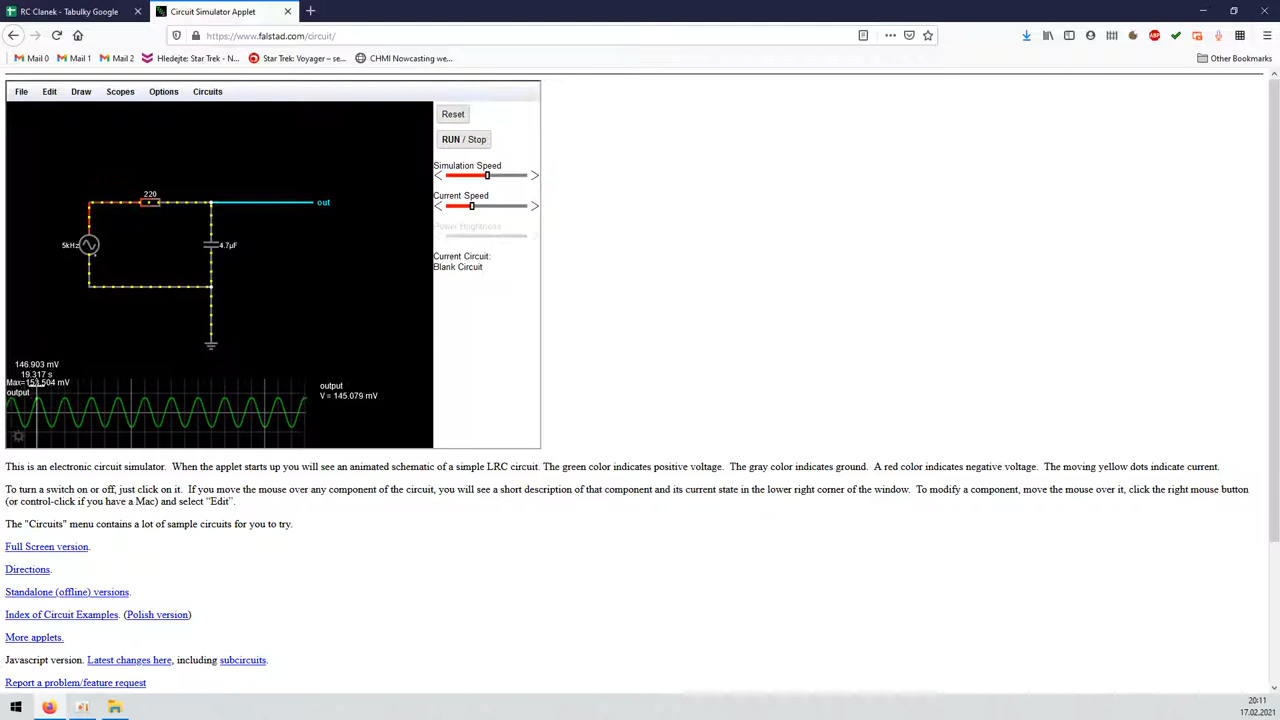 RC Clanek - Tabulky Google
Circuit Simulator Applet
https://www.falstad.com/circuit/
Mail 0
Mail 1
Mail 2
Hledejte: Star Trek - N...
Star Trek: Voyager – se...
CHMI Nowcasting we...
Other Bookmarks
File Edit Draw Scopes Options Circuits
Reset
RUN / Stop
Simulation Speed
Current Speed
Power Brightness
Current Circuit:
Blank Circuit
220
out
5kHz
4.7µF
146.903 mV
19.317 s
output
output
V = 145.079 mV
This is an electronic circuit simulator. When the applet starts up you will see an animated schematic of a simple LRC circuit. The green color indicates positive voltage. The gray color indicates ground. A red color indicates negative voltage. The moving yellow dots indicate current.
To turn a switch on or off, just click on it. If you move the mouse over any component of the circuit, you will see a short description of that component and its current state in the lower right corner of the window. To modify a component, move the mouse over it, click the right mouse button
(or control-click if you have a Mac) and select “Edit”.
The "Circuits" menu contains a lot of sample circuits for you to try.
Full Screen version.
Directions.
Standalone (offline) versions.
Index of Circuit Examples. (Polish version)
More applets.
Javascript version. Latest changes here, including subcircuits.
Report a problem/feature request
20:11
17.02.2021